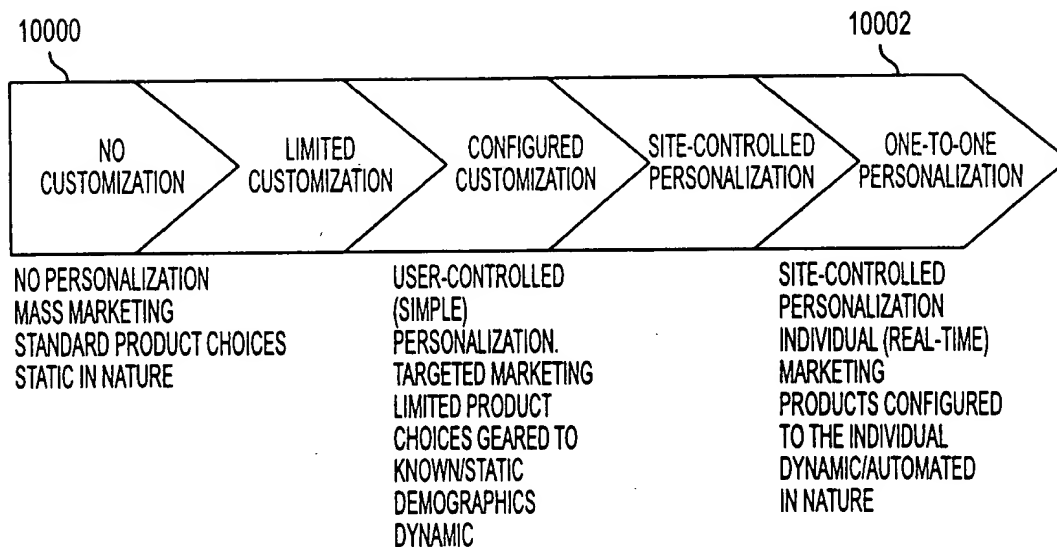 10000
10002
NO
CUSTOMIZATION
LIMITED
CUSTOMIZATION
CONFIGURED
CUSTOMIZATION
SITE-CONTROLLED
PERSONALIZATION
ONE-TO-ONE
PERSONALIZATION
NO PERSONALIZATION
MASS MARKETING
STANDARD PRODUCT CHOICES
STATIC IN NATURE
USER-CONTROLLED
(SIMPLE)
PERSONALIZATION.
TARGETED MARKETING
LIMITED PRODUCT
CHOICES GEARED TO
KNOWN/STATIC
DEMOGRAPHICS
DYNAMIC
SITE-CONTROLLED
PERSONALIZATION
INDIVIDUAL (REAL-TIME)
MARKETING
PRODUCTS CONFIGURED
TO THE INDIVIDUAL
DYNAMIC/AUTOMATED
IN NATURE